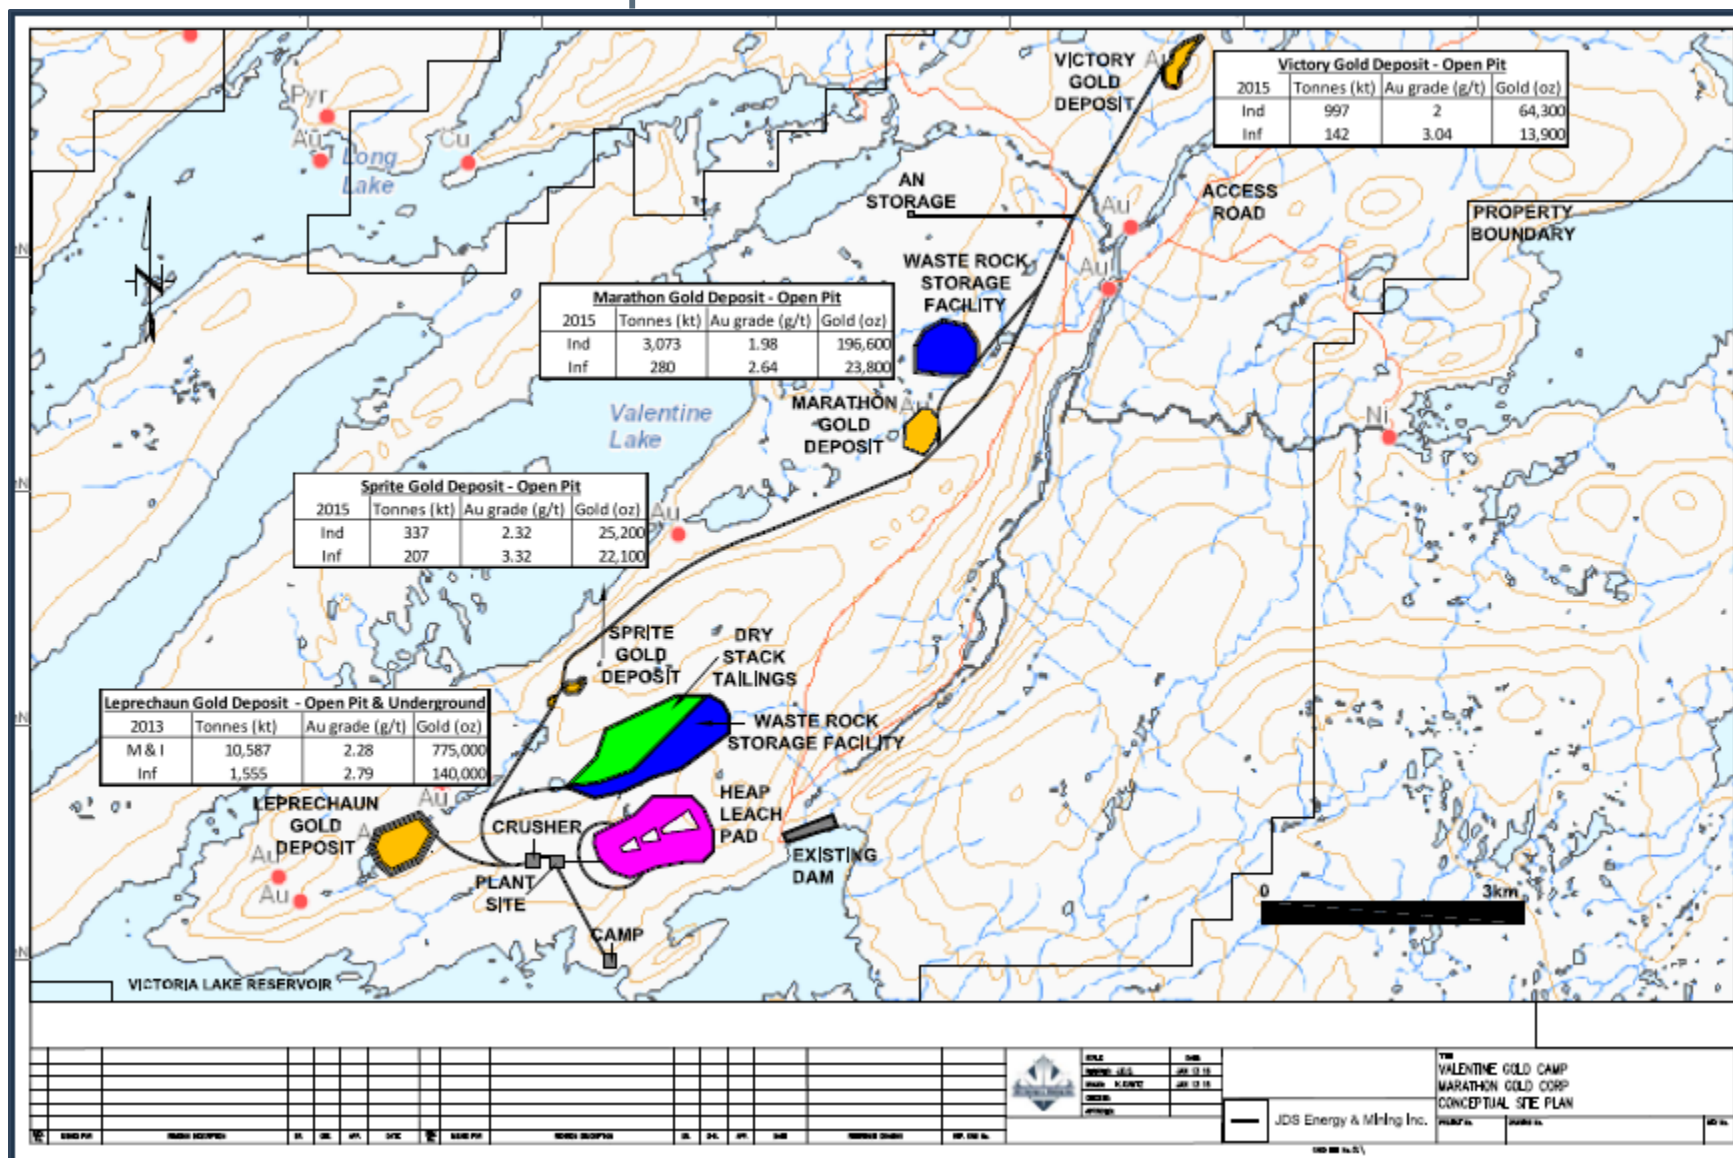 VICTORY
GOLD
DEPOSIT
Au
Victory Gold Deposit - Open Pit
2015 Tonnes (kt) Au grade (g/t) Gold (oz)
Ind 997 2 64,300
Inf 142 3.04 13,900
Pyr
Au
Cu
Long
Lake
AN
STORAGE
Au
ACCESS
ROAD
PROPERTY
BOUNDARY
N
WASTE ROCK
STORAGE
FACILITY
Au
Marathon Gold Deposit - Open Pit
2015 Tonnes (kt) Au grade (g/t) Gold (oz)
Ind 3,073 1.98 196,600
Inf 280 2.64 23,800
Valentine
Lake
MARATHON
GOLD
DEPOSIT
Au
Ni
Sprite Gold Deposit - Open Pit
2015 Tonnes (kt) Au grade (g/t) Gold (oz)
Ind 337 2.32 25,200
Inf 207 3.32 22,100
Au
SPRITE
GOLD
DEPOSIT
DRY
STACK
TAILINGS
Leprechaun Gold Deposit - Open Pit & Underground
2013 Tonnes (kt) Au grade (g/t) Gold (oz)
M & I 10,587 2.28 775,000
Inf 1,555 2.79 140,000
WASTE ROCK
STORAGE FACILITY
Au
LEPRECHAUN
GOLD
DEPOSIT
CRUSHER
HEAP
LEACH
PAD
Au
Au
PLANT
SITE
EXISTING
DAM
0 3km
CAMP
VICTORIA LAKE RESERVOIR
VALENTINE GOLD CAMP
MARATHON GOLD CORP
CONCEPTUAL SITE PLAN
JDS Energy & Mining Inc.